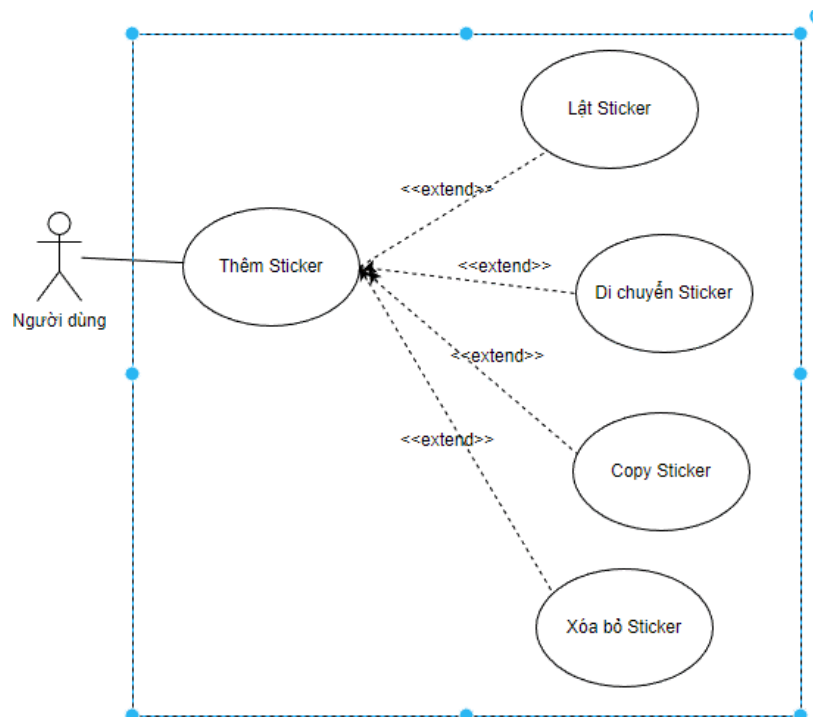 Lật Sticker
<<extend>>
Thêm Sticker
<<extend>>
Di chuyển Sticker
Người dùng
<<extend>>
<<extend>>
Copy Sticker
Xóa bỏ Sticker